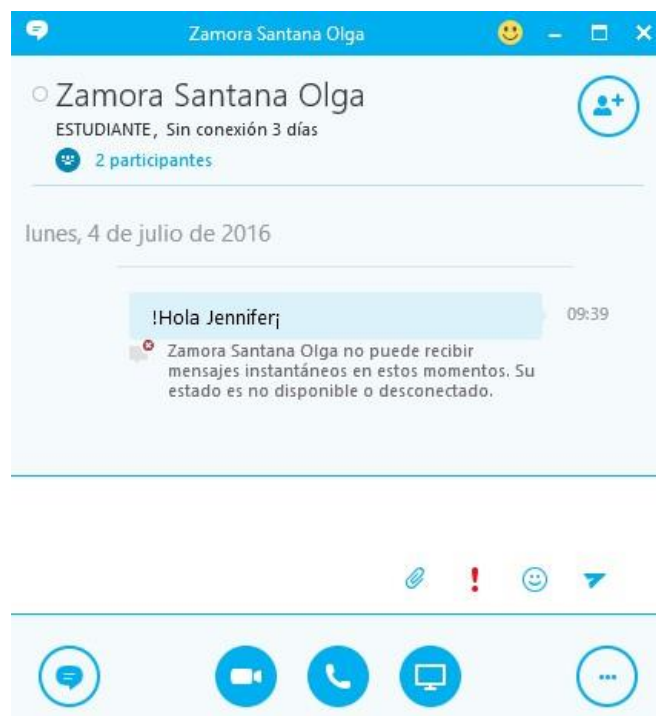 Zamora Santana Olga
Zamora Santana Olga
ESTUDIANTE, Sin conexión 3 días
2 participantes
lunes, 4 de julio de 2016
!Hola Jennifer¡
09:39
Zamora Santana Olga no puede recibir
mensajes instantáneos en estos momentos. Su
estado es no disponible o desconectado.